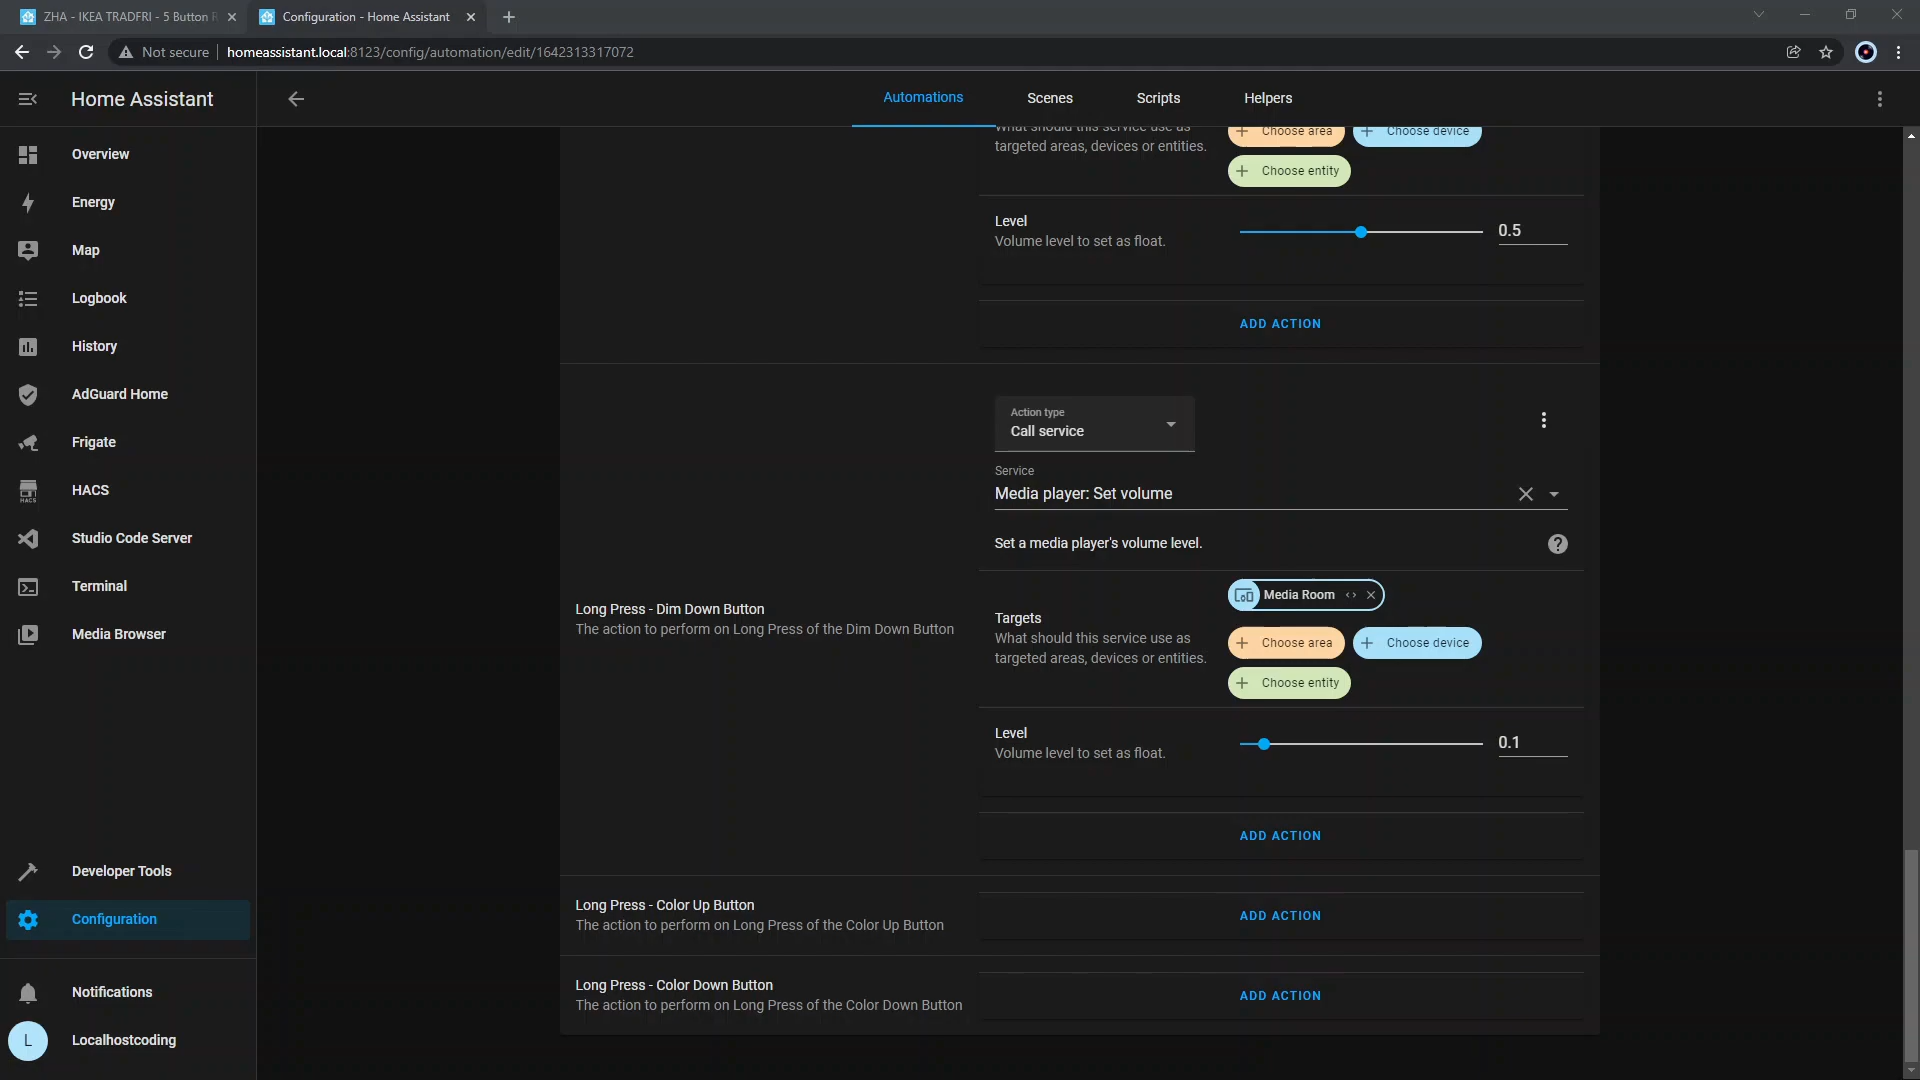 ZHA - IKEA TRADFRI - 5 Button R
Configuration - Home Assistant
Not secure
homeassistant.local:8123/config/automation/edit/1642313317072
Home Assistant
Automations
Scenes
Scripts
Helpers
Overview
Energy
Map
Logbook
History
AdGuard Home
Frigate
HACS
HACS
Studio Code Server
Terminal
Media Browser
Developer Tools
Configuration
Notifications
L
Localhostcoding
What should this service use as
targeted areas, devices or entities.
Choose area
Choose device
Choose entity
Level
Volume level to set as float.
0.5
ADD ACTION
Long Press - Dim Down Button
The action to perform on Long Press of the Dim Down Button
Action type
Call service
Service
Media player: Set volume
Set a media player's volume level.
Targets
What should this service use as
targeted areas, devices or entities.
Media Room
Choose area
Choose device
Choose entity
Level
Volume level to set as float.
0.1
ADD ACTION
Long Press - Color Up Button
The action to perform on Long Press of the Color Up Button
ADD ACTION
Long Press - Color Down Button
The action to perform on Long Press of the Color Down Button
ADD ACTION